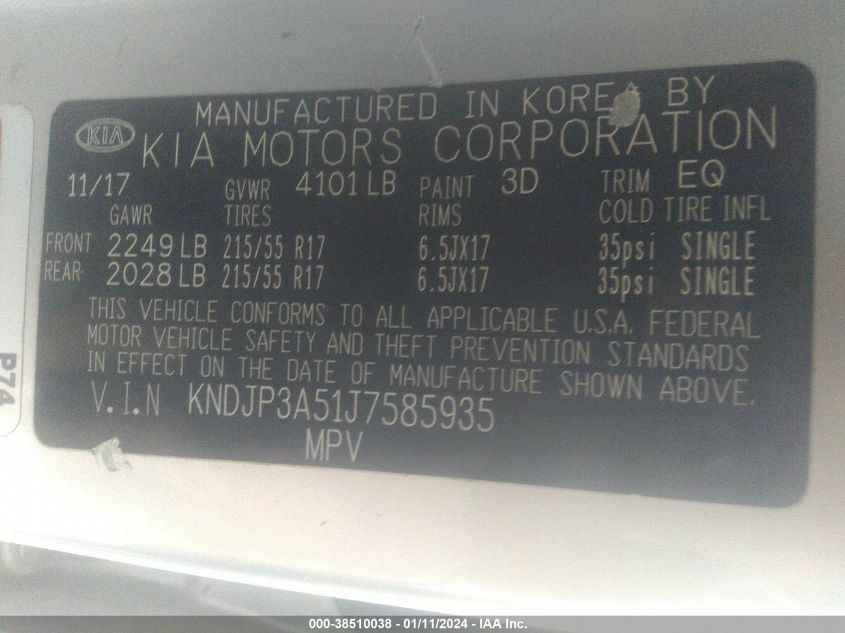 MANUFACTURED IN KOREA BY
KIA KIA MOTORS CORPORATION
11/17 GVWR 4101 LB PAINT 3D TRIM EQ
GAWR TIRES RIMS COLD TIRE INFL
FRONT 2249 LB 215/55 R17 6.5JX17 35psi SINGLE
REAR 2028 LB 215/55 R17 6.5JX17 35psi SINGLE
THIS VEHICLE CONFORMS TO ALL APPLICABLE U.S.A. FEDERAL
MOTOR VEHICLE SAFETY AND THEFT PREVENTION STANDARDS
IN EFFECT ON THE DATE OF MANUFACTURE SHOWN ABOVE.
V.I.N KNDJP3A51J7585935
MPV
P74
000-38510038 - 01/11/2024 - IAA Inc.